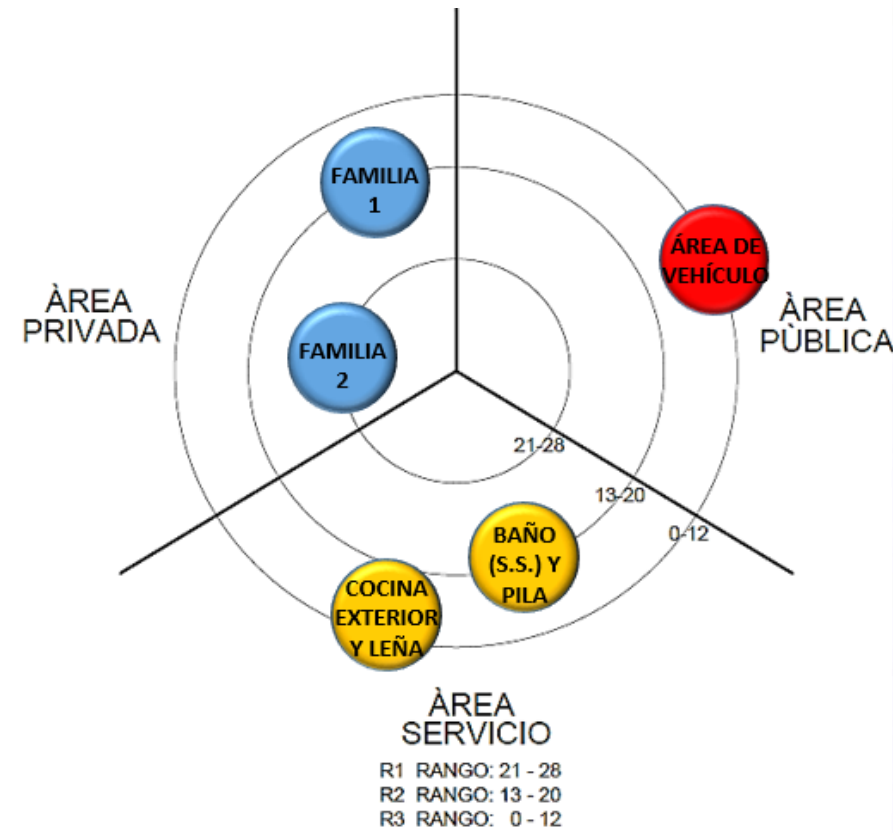 FAMILIA
1
ÁREA DE
VEHÍCULO
ÀREA
PRIVADA
ÀREA
PÙBLICA
FAMILIA
2
21-28
13-20
0-12
BAÑO
(S.S.) Y
PILA
COCINA
EXTERIOR
Y LEÑA
ÀREA
SERVICIO
R1 RANGO: 21 - 28
R2 RANGO: 13 - 20
R3 RANGO: 0 - 12